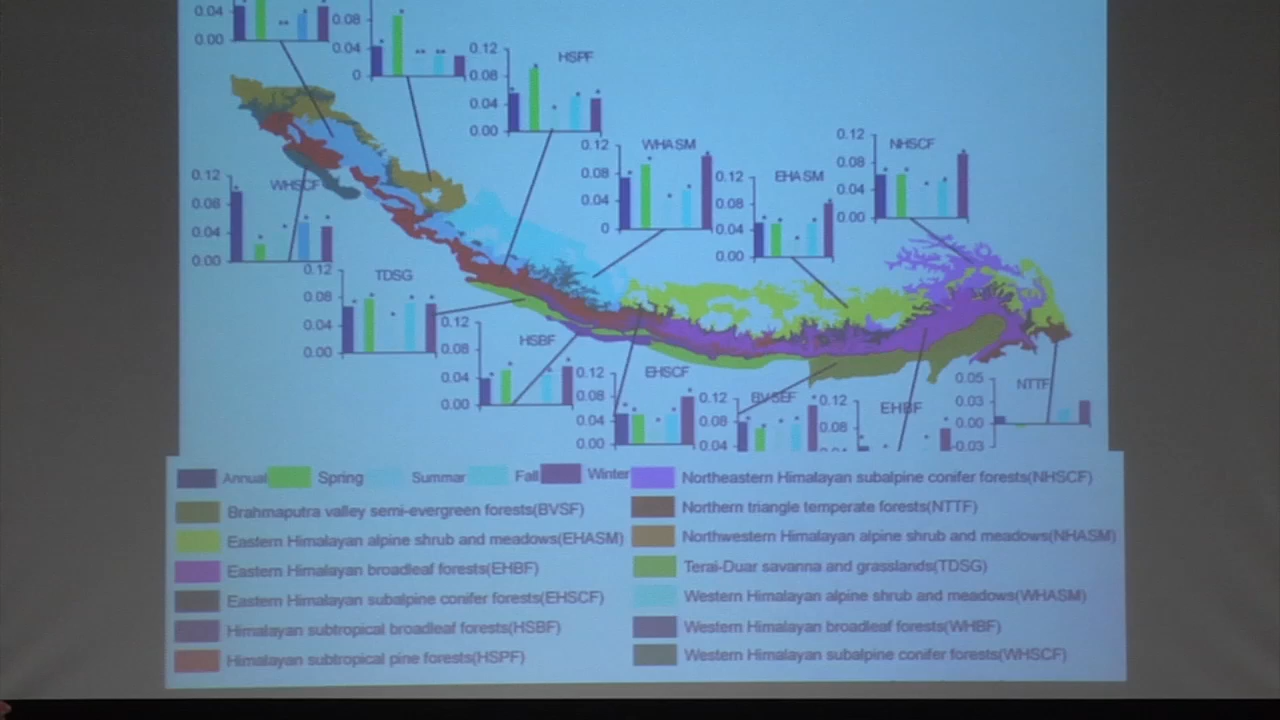 0.04
0.00
0.08
0.04
0
0.12
0.08
0.04
0.00
HSPF
0.12
0.08
0.04
0
WHASM
0.12
0.08
0.04
0.00
EHASM
0.12
0.08
0.04
0.00
NHSCF
0.12
0.08
0.04
0.00
WHSCF
0.12
0.08
0.04
0.00
TDSG
0.12
0.08
0.04
0.00
HSBF
0.12
0.08
0.04
0.00
EHSCF
0.12
0.08
0.04
BVSEF
0.12
0.08
EHBF
0.05
0.03
0.00
-0.03
NTTF
Annual Spring Summar Fall Winter
Brahmaputra valley semi-evergreen forests(BVSF)
Eastern Himalayan alpine shrub and meadows(EHASM)
Eastern Himalayan broadleaf forests(EHBF)
Eastern Himalayan subalpine conifer forests(EHSCF)
Himalayan subtropical broadleaf forests(HSBF)
Himalayan subtropical pine forests(HSPF)
Northeastern Himalayan subalpine conifer forests(NHSCF)
Northern triangle temperate forests(NTTF)
Northwestern Himalayan alpine shrub and meadows(NHASM)
Terai-Duar savanna and grasslands(TDSG)
Western Himalayan alpine shrub and meadows(WHASM)
Western Himalayan broadleaf forests(WHBF)
Western Himalayan subalpine conifer forests(WHSCF)